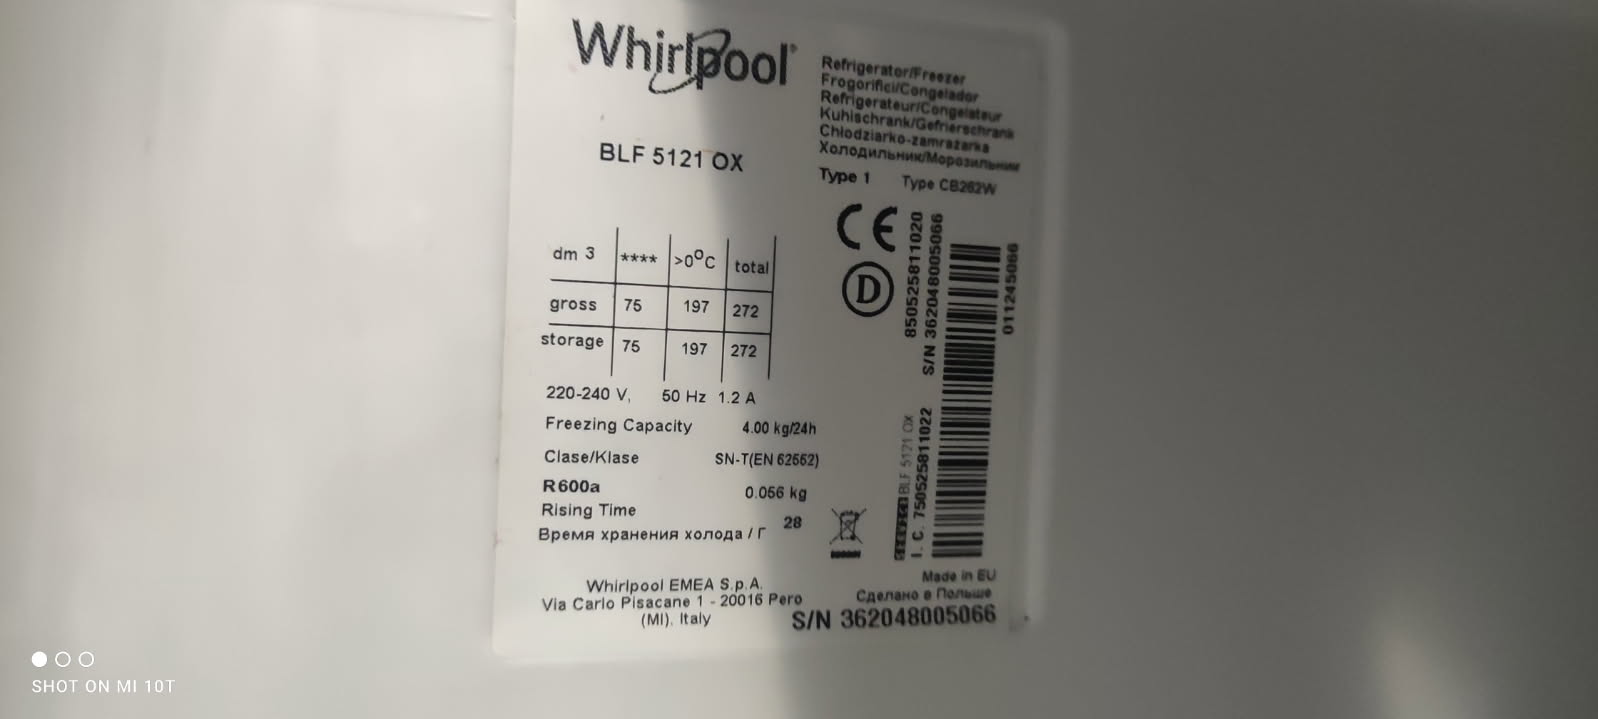 Whirlpool
BLF 5121 OX
Refrigerator/Freezer
Frogorifici/Congelador
Refrigerateur/Congelateur
Kuhlschrank/Gefrierschrank
Chlodziarko-zamrazarka
Холодильник/Морозильник
Type 1 Type CB262W
CE
D
dm 3 **** >0°C total
gross 75 197 272
storage 75 197 272
220-240 V, 50 Hz 1.2 A
Freezing Capacity 4.00 kg/24h
Clase/Klase SN-T(EN 62552)
R600a 0.056 kg
Rising Time
Время хранения холода / Г 28
850525811020
S/N 362048005066
011245066
BLF 5121 OX
I. C. 750525811022
Whirlpool EMEA S.p.A.
Via Carlo Pisacane 1 - 20016 Pero
(MI), Italy
Made in EU
Сделано в Польше
S/N 362048005066
SHOT ON MI 10T